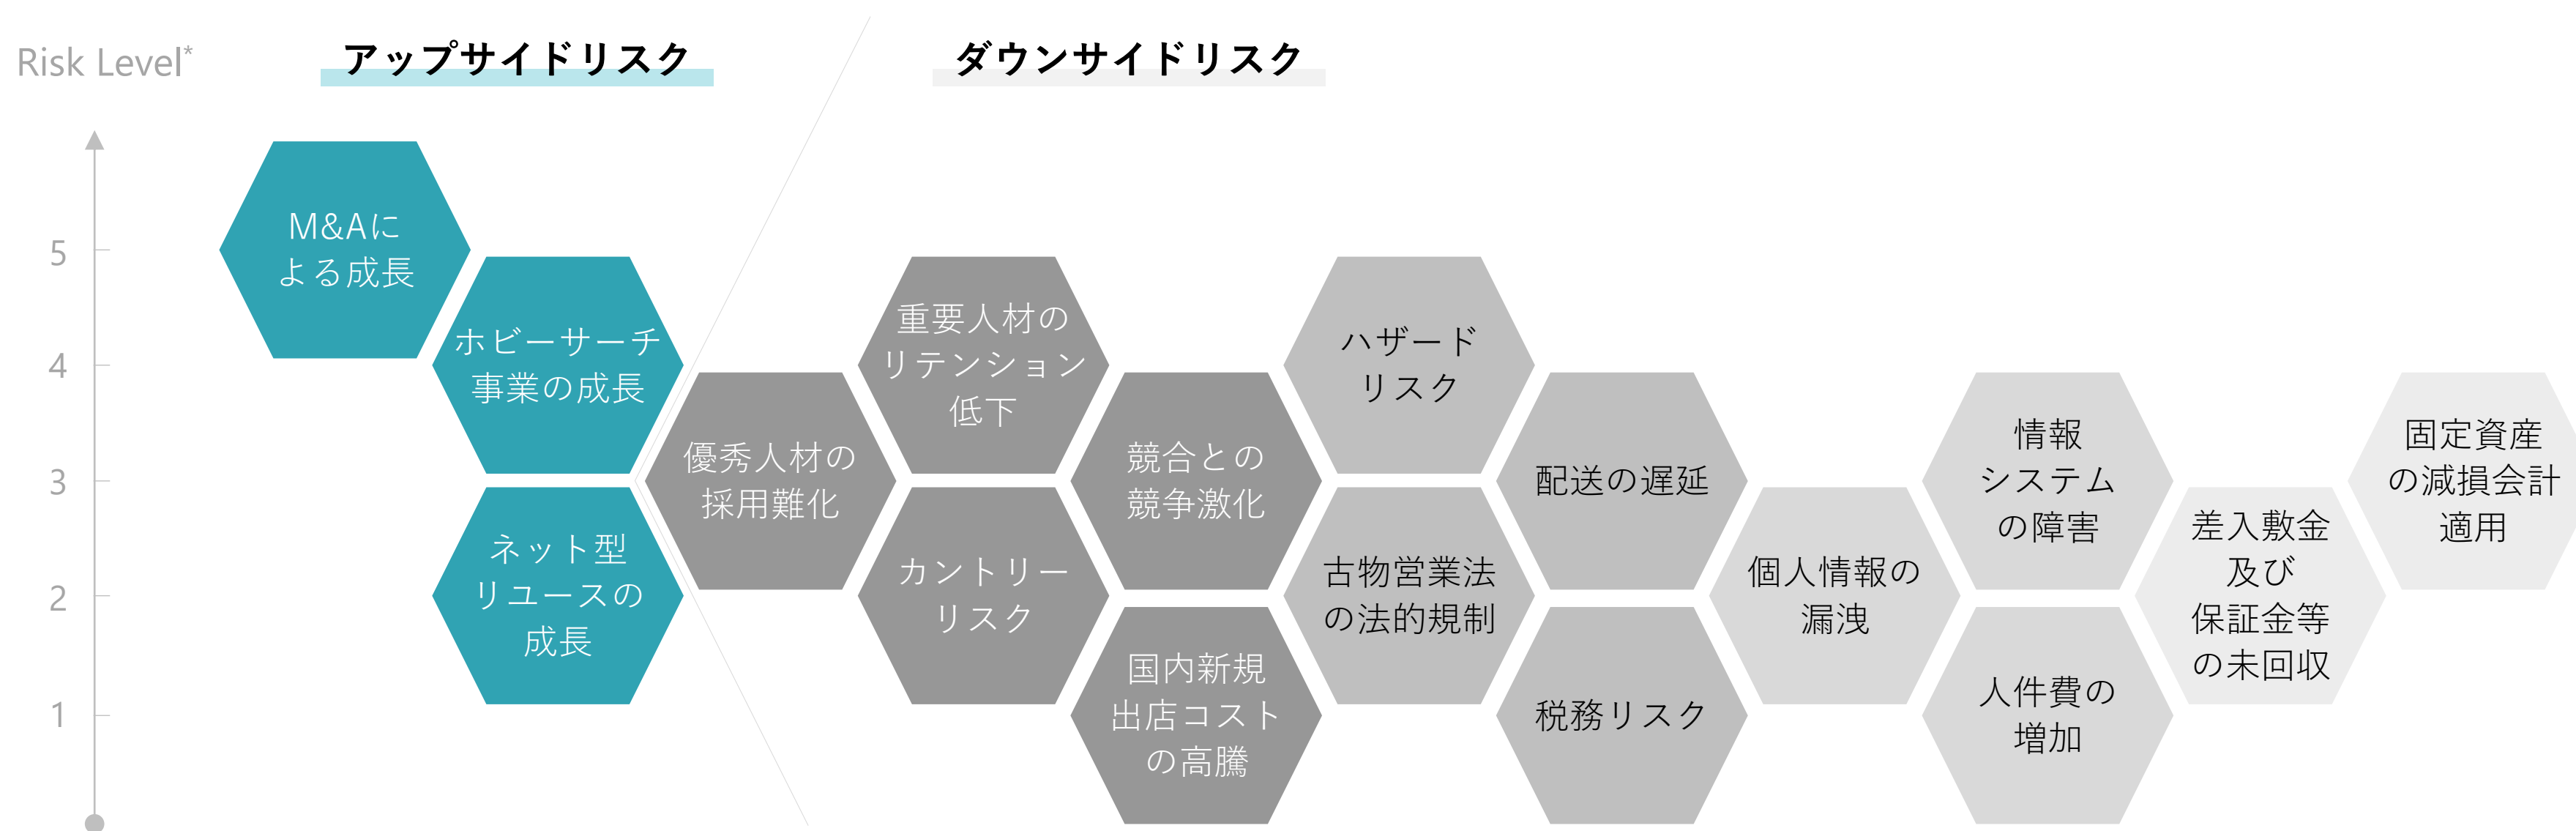 Risk Level*
アップサイドリスク
ダウンサイドリスク
5
4
3
2
1
M&Aに
よる成長
ホビーサーチ
事業の成長
ネット型
リユースの
成長
優秀人材の
採用難化
重要人材の
リテンション
低下
カントリー
リスク
競合との
競争激化
国内新規
出店コスト
の高騰
ハザード
リスク
古物営業法
の法的規制
配送の遅延
税務リスク
個人情報の
漏洩
情報
システム
の障害
人件費の
増加
差入敷金
及び
保証金等
の未回収
固定資産
の減損会計
適用